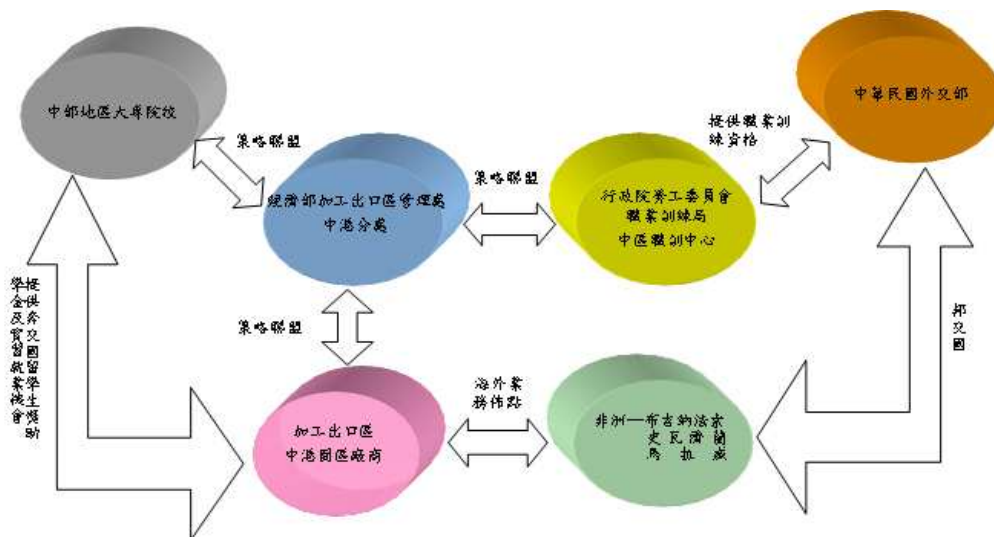 中部地區大專院校
中華民國外交部
策略聯盟
提供職業訓
練資格
經濟部加工出口區管理處
中港分處
策略聯盟
行政院勞工委員會
職業訓練局
中區職訓中心
提供非交國留學生獎助
學金及實習就業機會
策略聯盟
邦交國
加工出口區
中港園區廠商
海外業
務佈點
非洲—布吉納法索
史瓦濟蘭
馬拉威